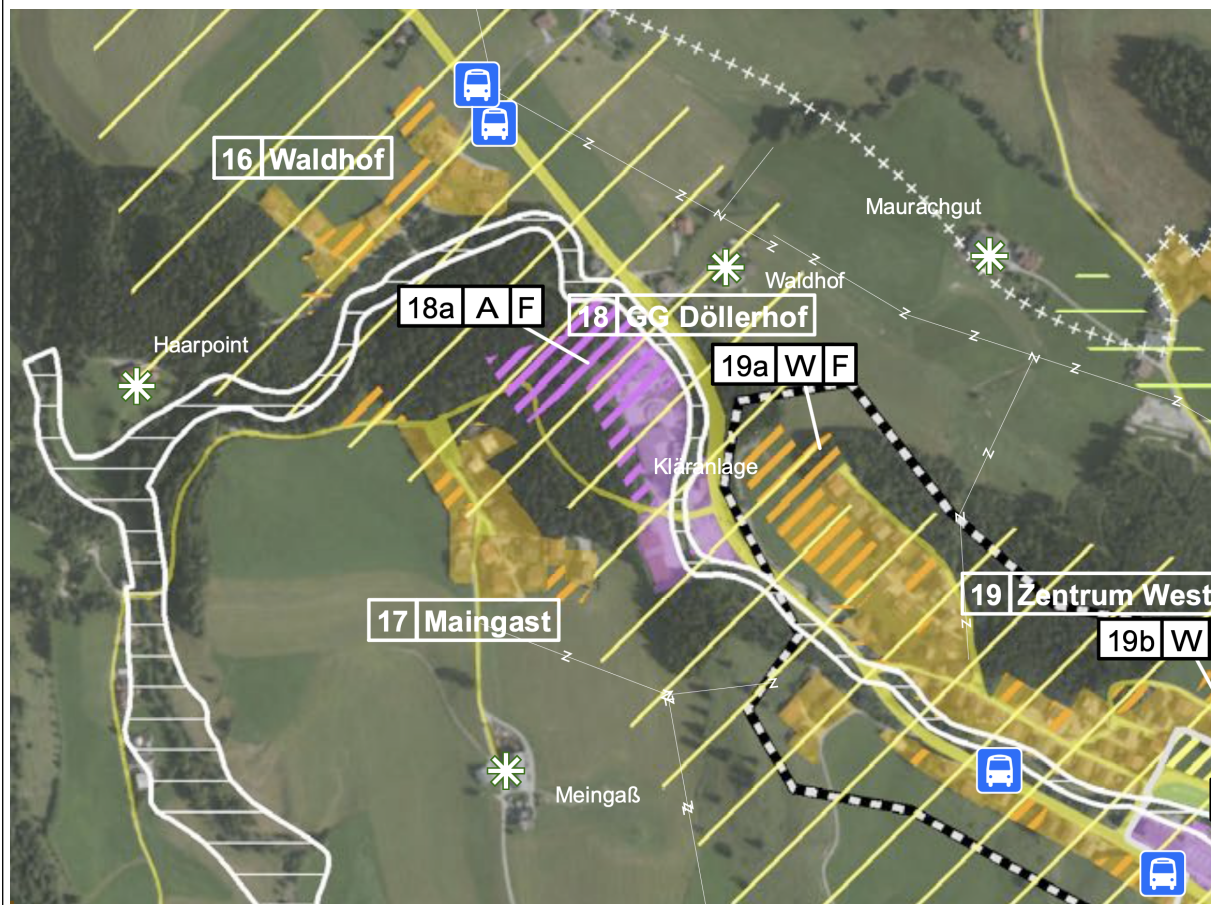 16 Waldhof
Maurachgut
Waldhof
18a A F
18 GG Döllerhof
Haarpoint
19a W F
Kläranlage
19 Zentrum West
17 Maingast
19b W
Meingaß